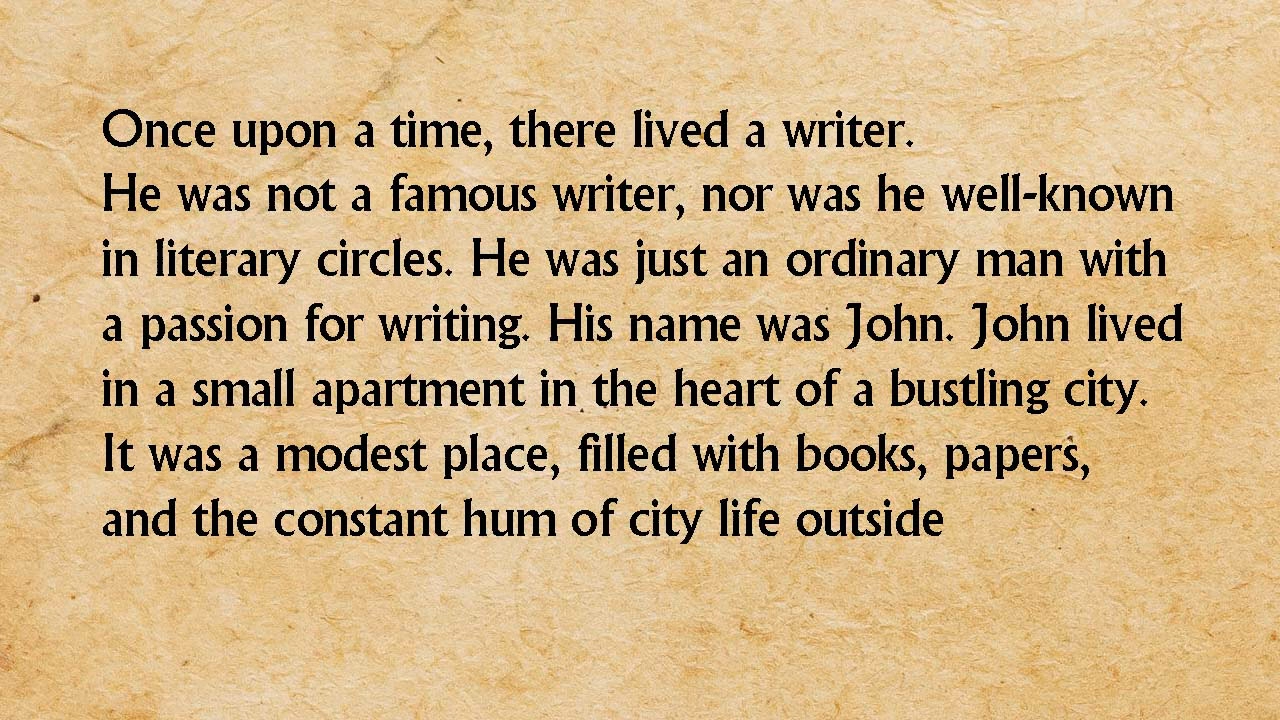 Once upon a time, there lived a writer.
He was not a famous writer, nor was he well-known
in literary circles. He was just an ordinary man with
a passion for writing. His name was John. John lived
in a small apartment in the heart of a bustling city.
It was a modest place, filled with books, papers,
and the constant hum of city life outside